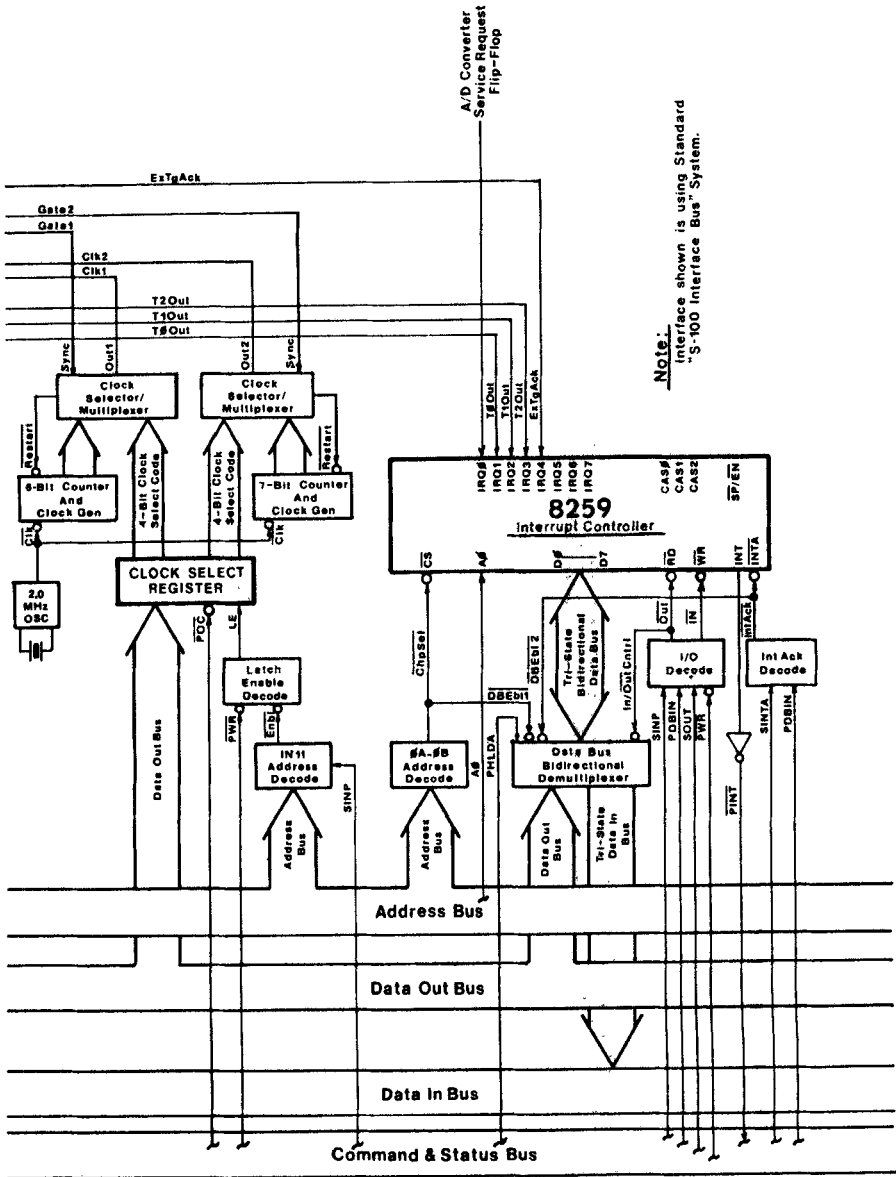 A/D Converter
Service Request
Flip-Flop
ExTgAck
Gate2
Gate1
Clk2
Clk1
T2Out
T1Out
TØOut
Sync
Out1
Out2
Sync
Clock
Selector/
Multiplexer
Clock
Selector/
Multiplexer
Restart
Restart
6-Bit Counter
And
Clock Gen
4-Bit Clock
Select Code
4-Bit Clock
Select Code
7-Bit Counter
And
Clock Gen
Clk
Clk
2.0
MHz
OSC
CLOCK SELECT
REGISTER
POC
LE
Latch
Enable
Decode
PWR
Enbl
IN11
Address
Decode
SINP
Data Out Bus
Address
Bus
TØOut
T1Out
T2Out
ExTgAck
IRQØ
IRQ1
IRQ2
IRQ3
IRQ4
IRQ5
IRQ6
IRQ7
CASØ
CAS1
CAS2
SP/EN
8259
Interrupt Controller
CS
AØ
DØ
D7
RD
WR
INT
INTA
Note:
Interface shown is using Standard
"S-100 Interface Bus" System.
ChpSel
DBEbl1
DBEbl2
Tri-State
Bidirectional
Data Bus
In/OutCntrl
Out
IN
IntAck
I/O
Decode
Int Ack
Decode
ØA-ØB
Address
Decode
AØ
PHLDA
Data Bus
Bidirectional
Demultiplexer
SINP
PDBIN
SOUT
PWR
PINT
SINTA
PDBIN
Address
Bus
Data Out
Bus
Tri-State
Data In
Bus
Address Bus
Data Out Bus
Data In Bus
Command & Status Bus